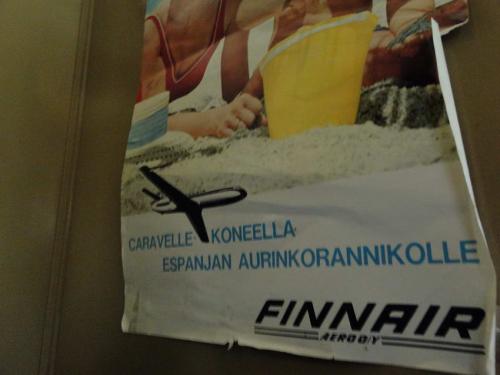 CARAVELLE-KONEELLA
ESPANJAN AURINKORANNIKOLLE
FINNAIR
AERO O/Y